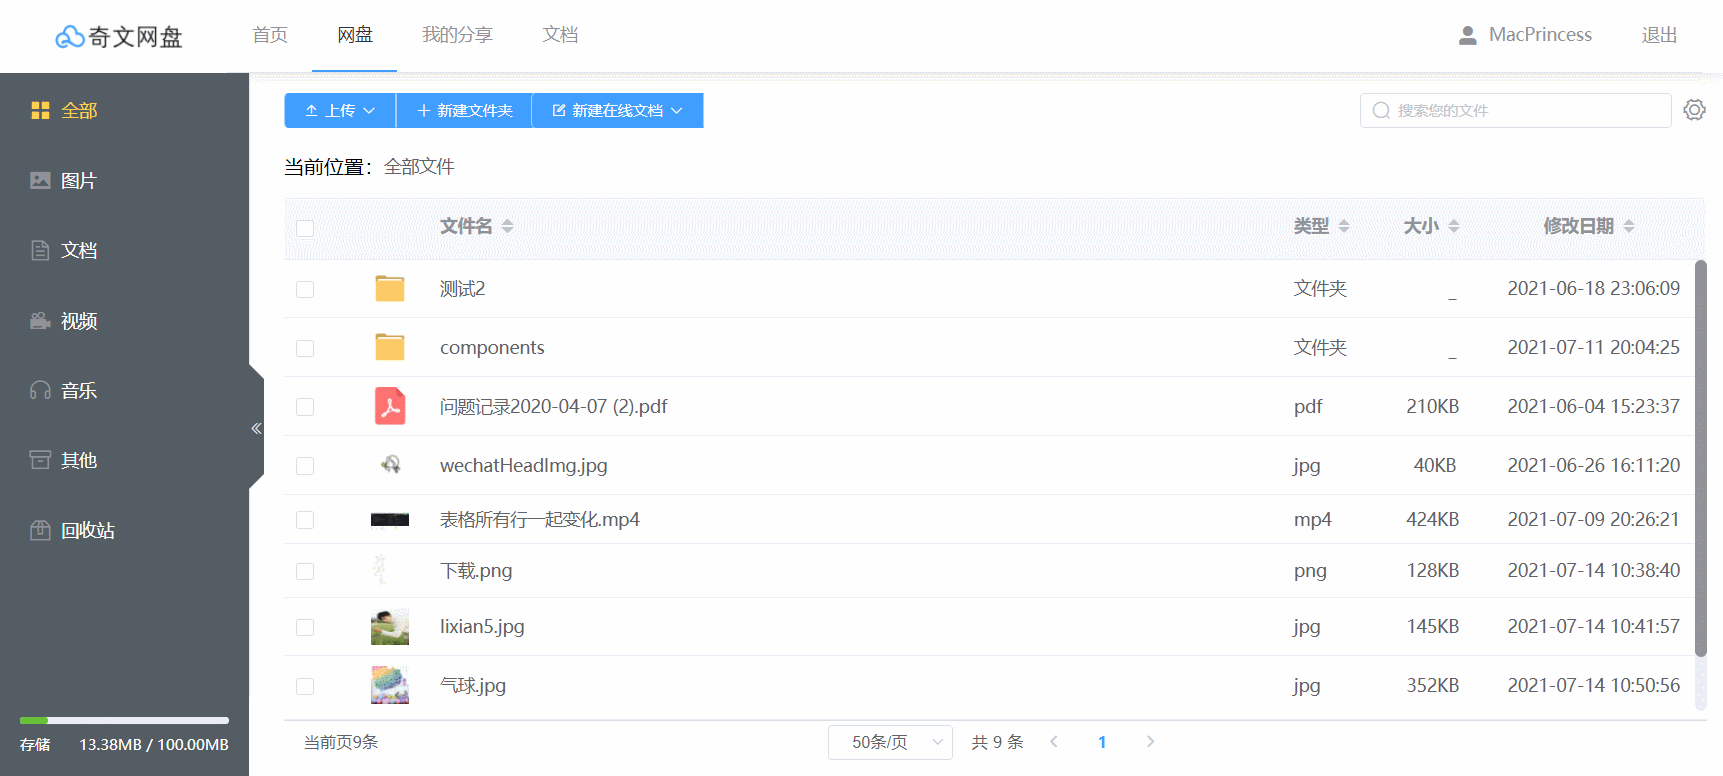 奇文网盘 首页 网盘 我的分享 文档 MacPrincess 退出
全部
图片
文档
视频
音乐
其他
回收站
存储 13.38MB / 100.00MB
上传 新建文件夹 新建在线文档 搜索您的文件
当前位置： 全部文件
文件名 类型 大小 修改日期
测试2 文件夹 _ 2021-06-18 23:06:09
components 文件夹 _ 2021-07-11 20:04:25
问题记录2020-04-07 (2).pdf pdf 210KB 2021-06-04 15:23:37
wechatHeadImg.jpg jpg 40KB 2021-06-26 16:11:20
表格所有行一起变化.mp4 mp4 424KB 2021-07-09 20:26:21
下载.png png 128KB 2021-07-14 10:38:40
lixian5.jpg jpg 145KB 2021-07-14 10:41:57
气球.jpg jpg 352KB 2021-07-14 10:50:56
当前页9条 50条/页 共 9 条 1